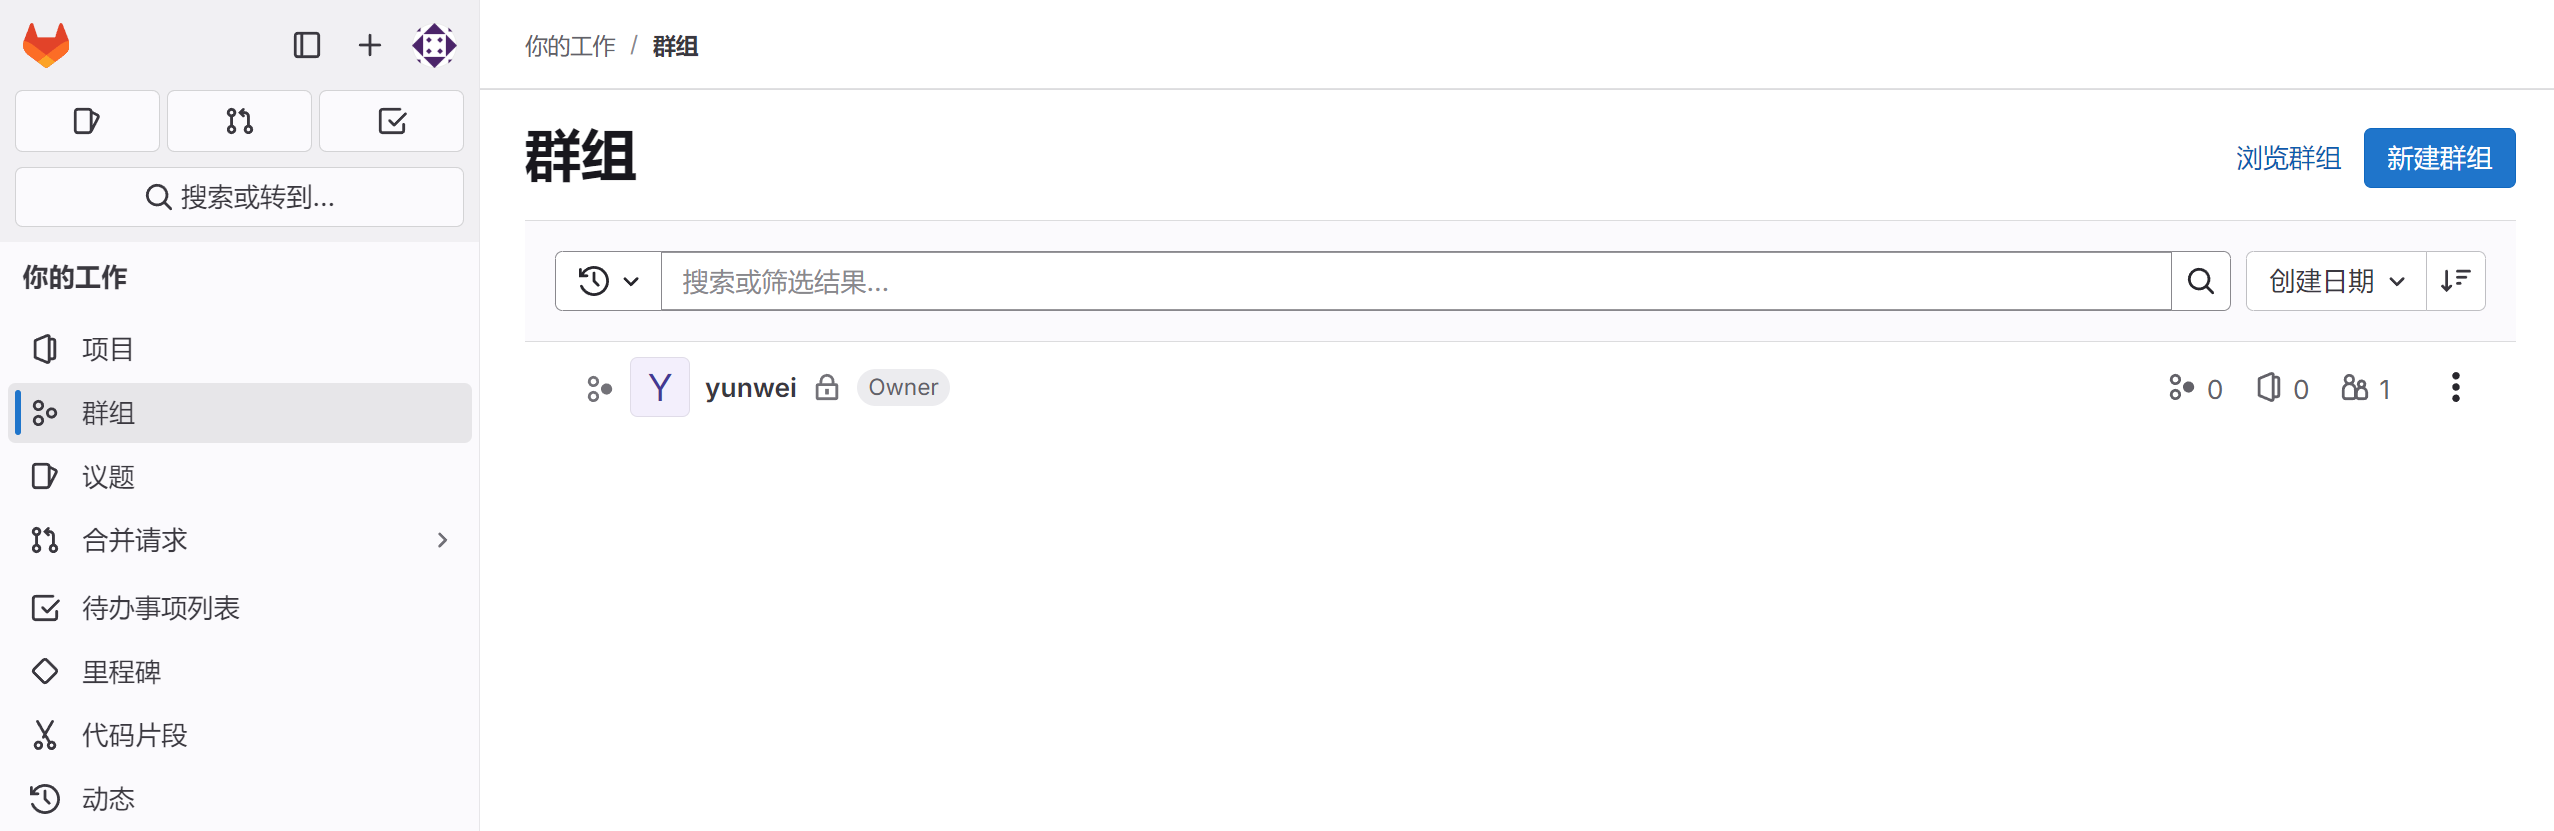 你的工作 / 群组
搜索或转到...
你的工作
项目
群组
议题
合并请求
待办事项列表
里程碑
代码片段
动态
群组
浏览群组
新建群组
搜索或筛选结果...
创建日期
Y yunwei Owner 0 0 1